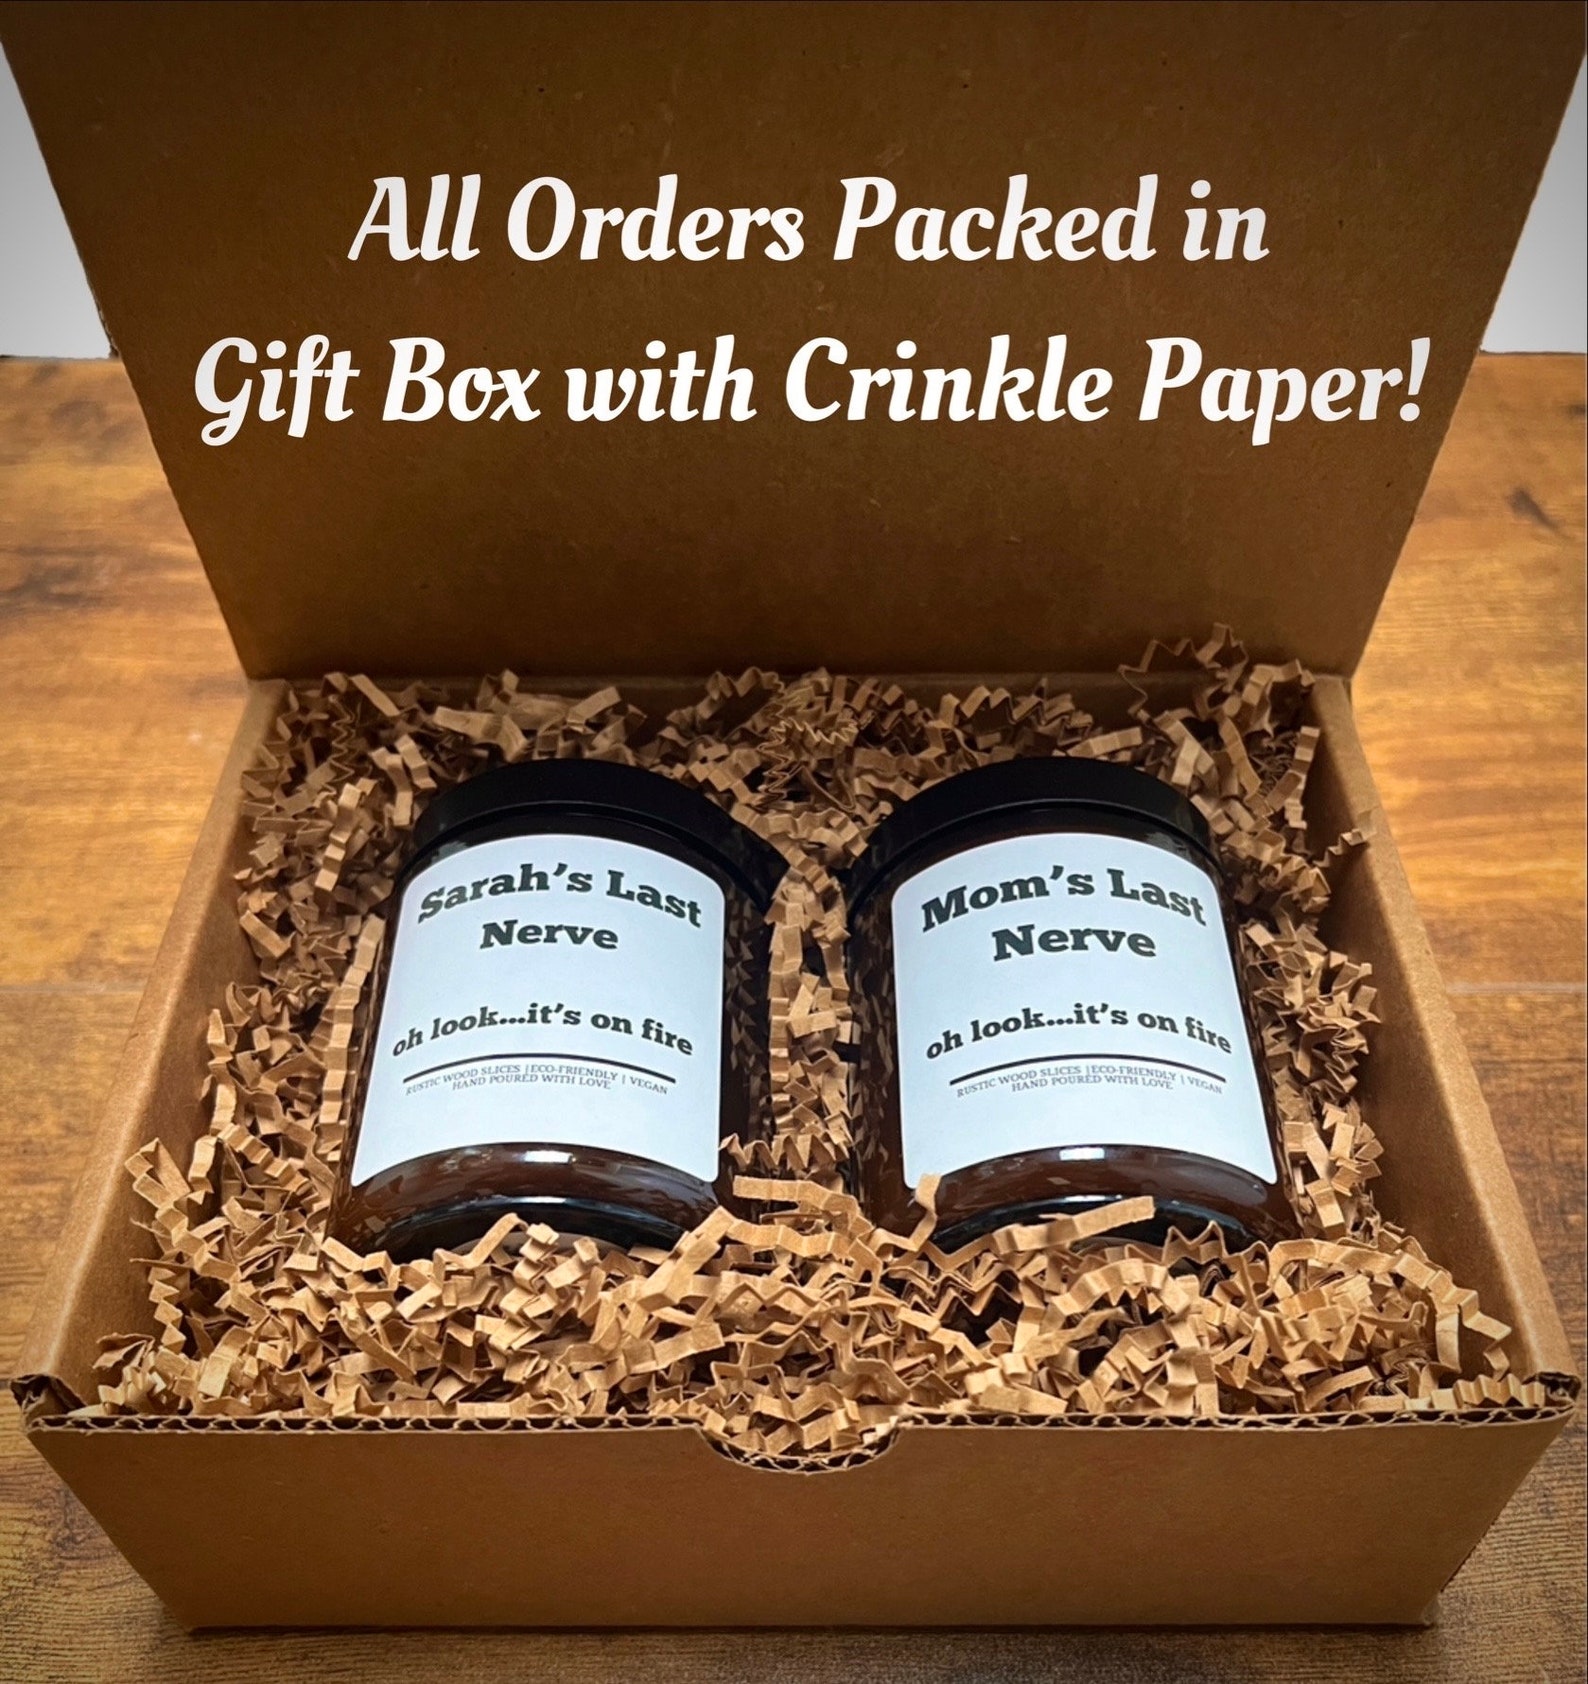 All Orders Packed in
Gift Box with Crinkle Paper!
Sarah's Last
Nerve
oh look...it's on fire
RUSTIC WOOD SLICES |ECO-FRIENDLY | VEGAN
HAND POURED WITH LOVE
Mom's Last
Nerve
oh look...it's on fire
RUSTIC WOOD SLICES |ECO-FRIENDLY | VEGAN
HAND POURED WITH LOVE